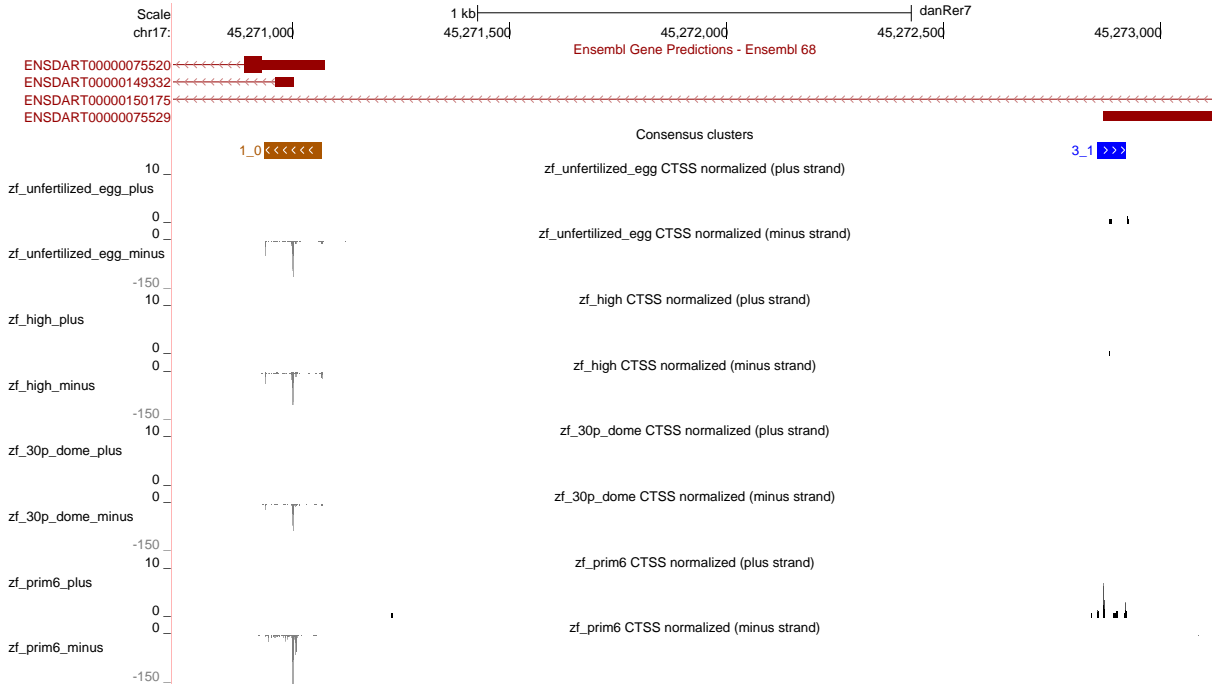 Scale 1 kb danRer7
chr17: 45,271,000 45,271,500 45,272,000 45,272,500 45,273,000
Ensembl Gene Predictions - Ensembl 68
ENSDART00000075520
ENSDART00000149332
ENSDART00000150175
ENSDART00000075529
Consensus clusters
1_0 3_1
zf_unfertilized_egg CTSS normalized (plus strand)
10
zf_unfertilized_egg_plus
0
zf_unfertilized_egg CTSS normalized (minus strand)
0
zf_unfertilized_egg_minus
-150
zf_high CTSS normalized (plus strand)
10
zf_high_plus
0
zf_high CTSS normalized (minus strand)
0
zf_high_minus
-150
zf_30p_dome CTSS normalized (plus strand)
10
zf_30p_dome_plus
0
zf_30p_dome CTSS normalized (minus strand)
0
zf_30p_dome_minus
-150
zf_prim6 CTSS normalized (plus strand)
10
zf_prim6_plus
0
zf_prim6 CTSS normalized (minus strand)
0
zf_prim6_minus
-150